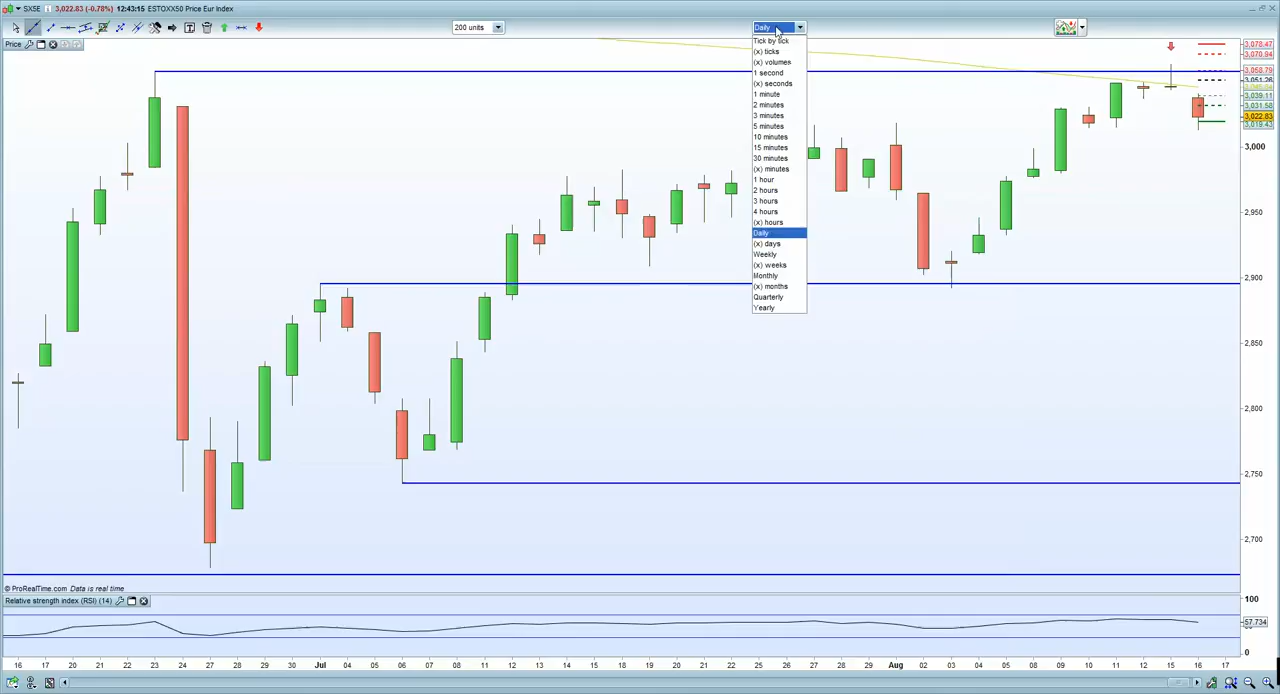 SX5E 3,022.83 (-0.78%) 12:43:15 ESTOXX50 Price Eur Index
200 units
Daily
Price
Tick by tick
(x) ticks
(x) volumes
1 second
(x) seconds
1 minute
2 minutes
3 minutes
5 minutes
10 minutes
15 minutes
30 minutes
(x) minutes
1 hour
2 hours
3 hours
4 hours
(x) hours
Daily
(x) days
Weekly
(x) weeks
Monthly
(x) months
Quarterly
Yearly
3,078.47
3,070.94
3,058.79
3,051.26
3,039.11
3,031.58
3,022.83
3,019.43
3,000
2,950
2,900
2,850
2,800
2,750
2,700
© ProRealTime.com Data is real time
Relative strength index (RSI) (14)
100
57.734
0
16 17 20 21 22 23 24 27 28 29 30 Jul 04 05 06 07 08 11 12 13 14 15 18 19 20 21 22 25 26 27 28 29 Aug 02 03 04 05 08 09 10 11 12 15 16 17